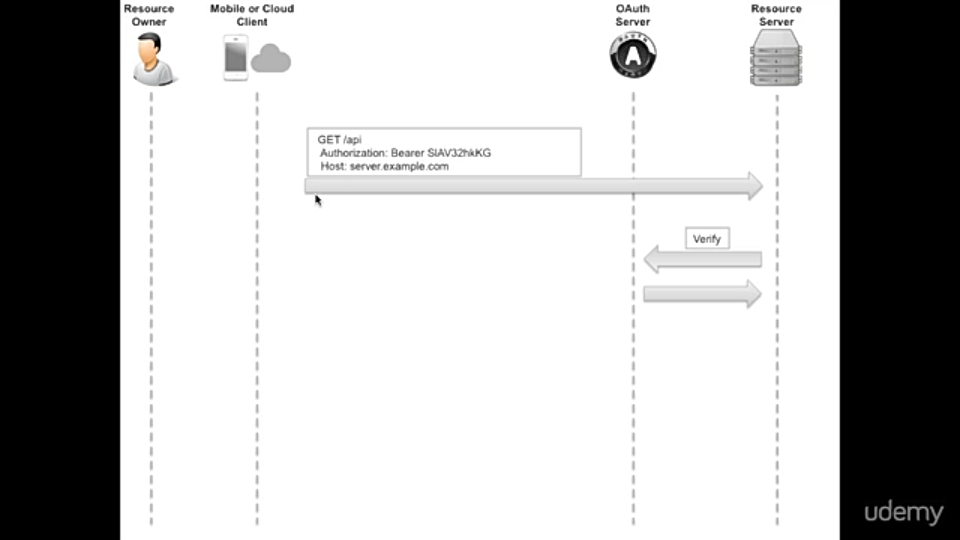 Resource
Owner
Mobile or Cloud
Client
OAuth
Server
Resource
Server
A
GET /api
Authorization: Bearer SlAV32hkKG
Host: server.example.com
Verify
udemy